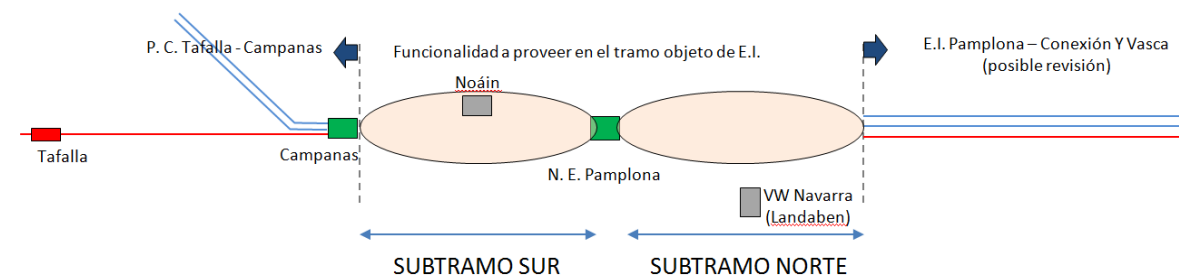 P. C. Tafalla - Campanas
Funcionalidad a proveer en el tramo objeto de E.I.
E.I. Pamplona – Conexión Y Vasca
(posible revisión)
Noáin
Tafalla
Campanas
N. E. Pamplona
VW Navarra
(Landaben)
SUBTRAMO SUR
SUBTRAMO NORTE